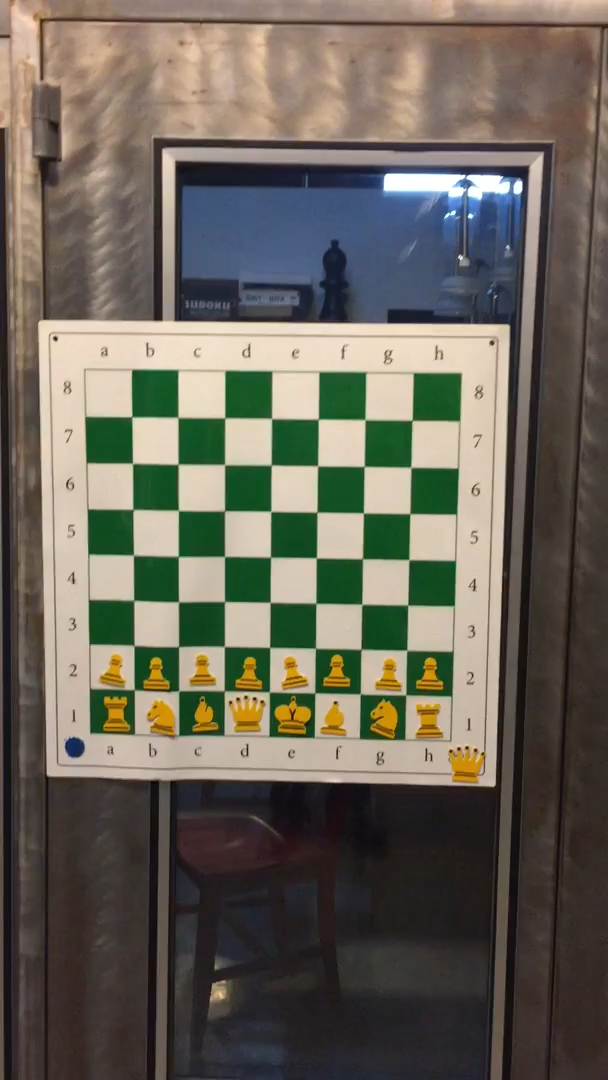 SUDOKU
a b c d e f g h
8 8
7 7
6 6
5 5
4 4
3 3
2 2
1 1
a b c d e f g h